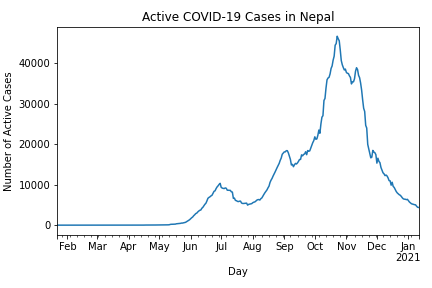 Active COVID-19 Cases in Nepal
Number of Active Cases
40000
30000
20000
10000
0
Feb Mar Apr May Jun Jul Aug Sep Oct Nov Dec Jan
2021
Day